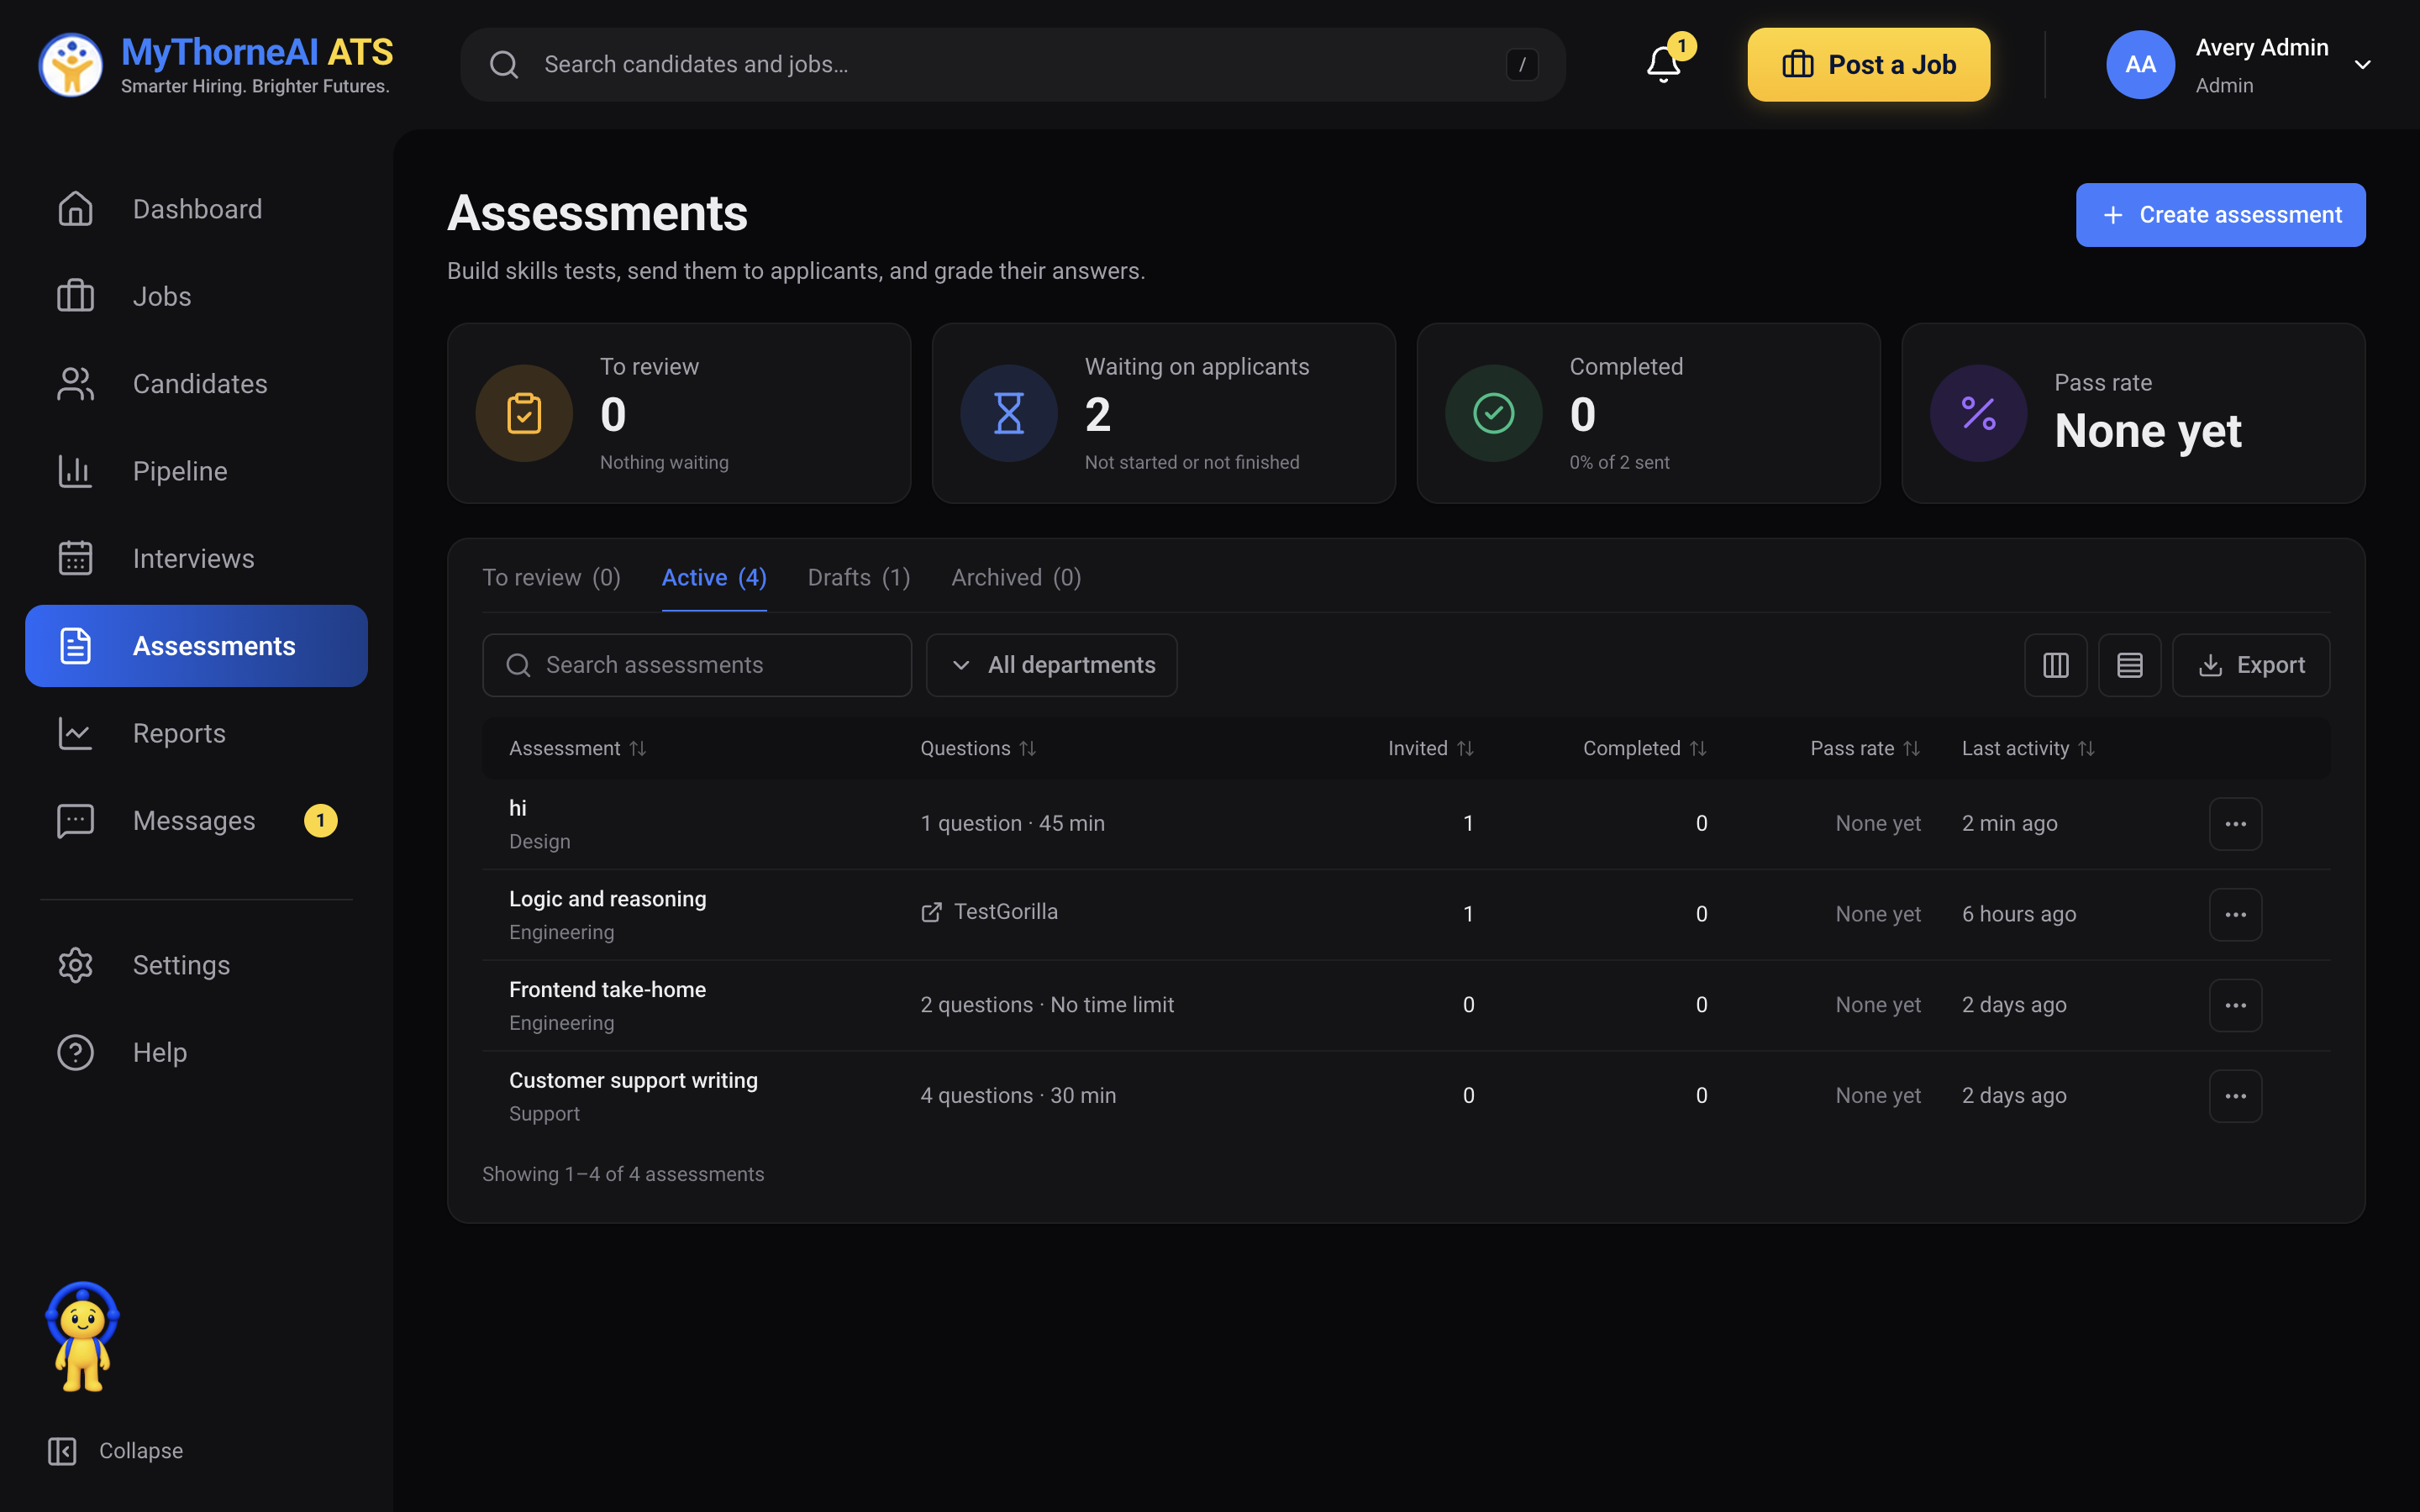 MyThorneAI ATS
Smarter Hiring. Brighter Futures.
Search candidates and jobs...
/
1
Post a Job
AA
Avery Admin
Admin
Dashboard
Jobs
Candidates
Pipeline
Interviews
Assessments
Reports
Messages 1
Settings
Help
Collapse
Assessments
Build skills tests, send them to applicants, and grade their answers.
Create assessment
To review
0
Nothing waiting
Waiting on applicants
2
Not started or not finished
Completed
0
0% of 2 sent
Pass rate
None yet
To review (0) Active (4) Drafts (1) Archived (0)
Search assessments All departments Export
Assessment Questions Invited Completed Pass rate Last activity
hi
Design
1 question · 45 min 1 0 None yet 2 min ago
Logic and reasoning
Engineering
TestGorilla 1 0 None yet 6 hours ago
Frontend take-home
Engineering
2 questions · No time limit 0 0 None yet 2 days ago
Customer support writing
Support
4 questions · 30 min 0 0 None yet 2 days ago
Showing 1–4 of 4 assessments